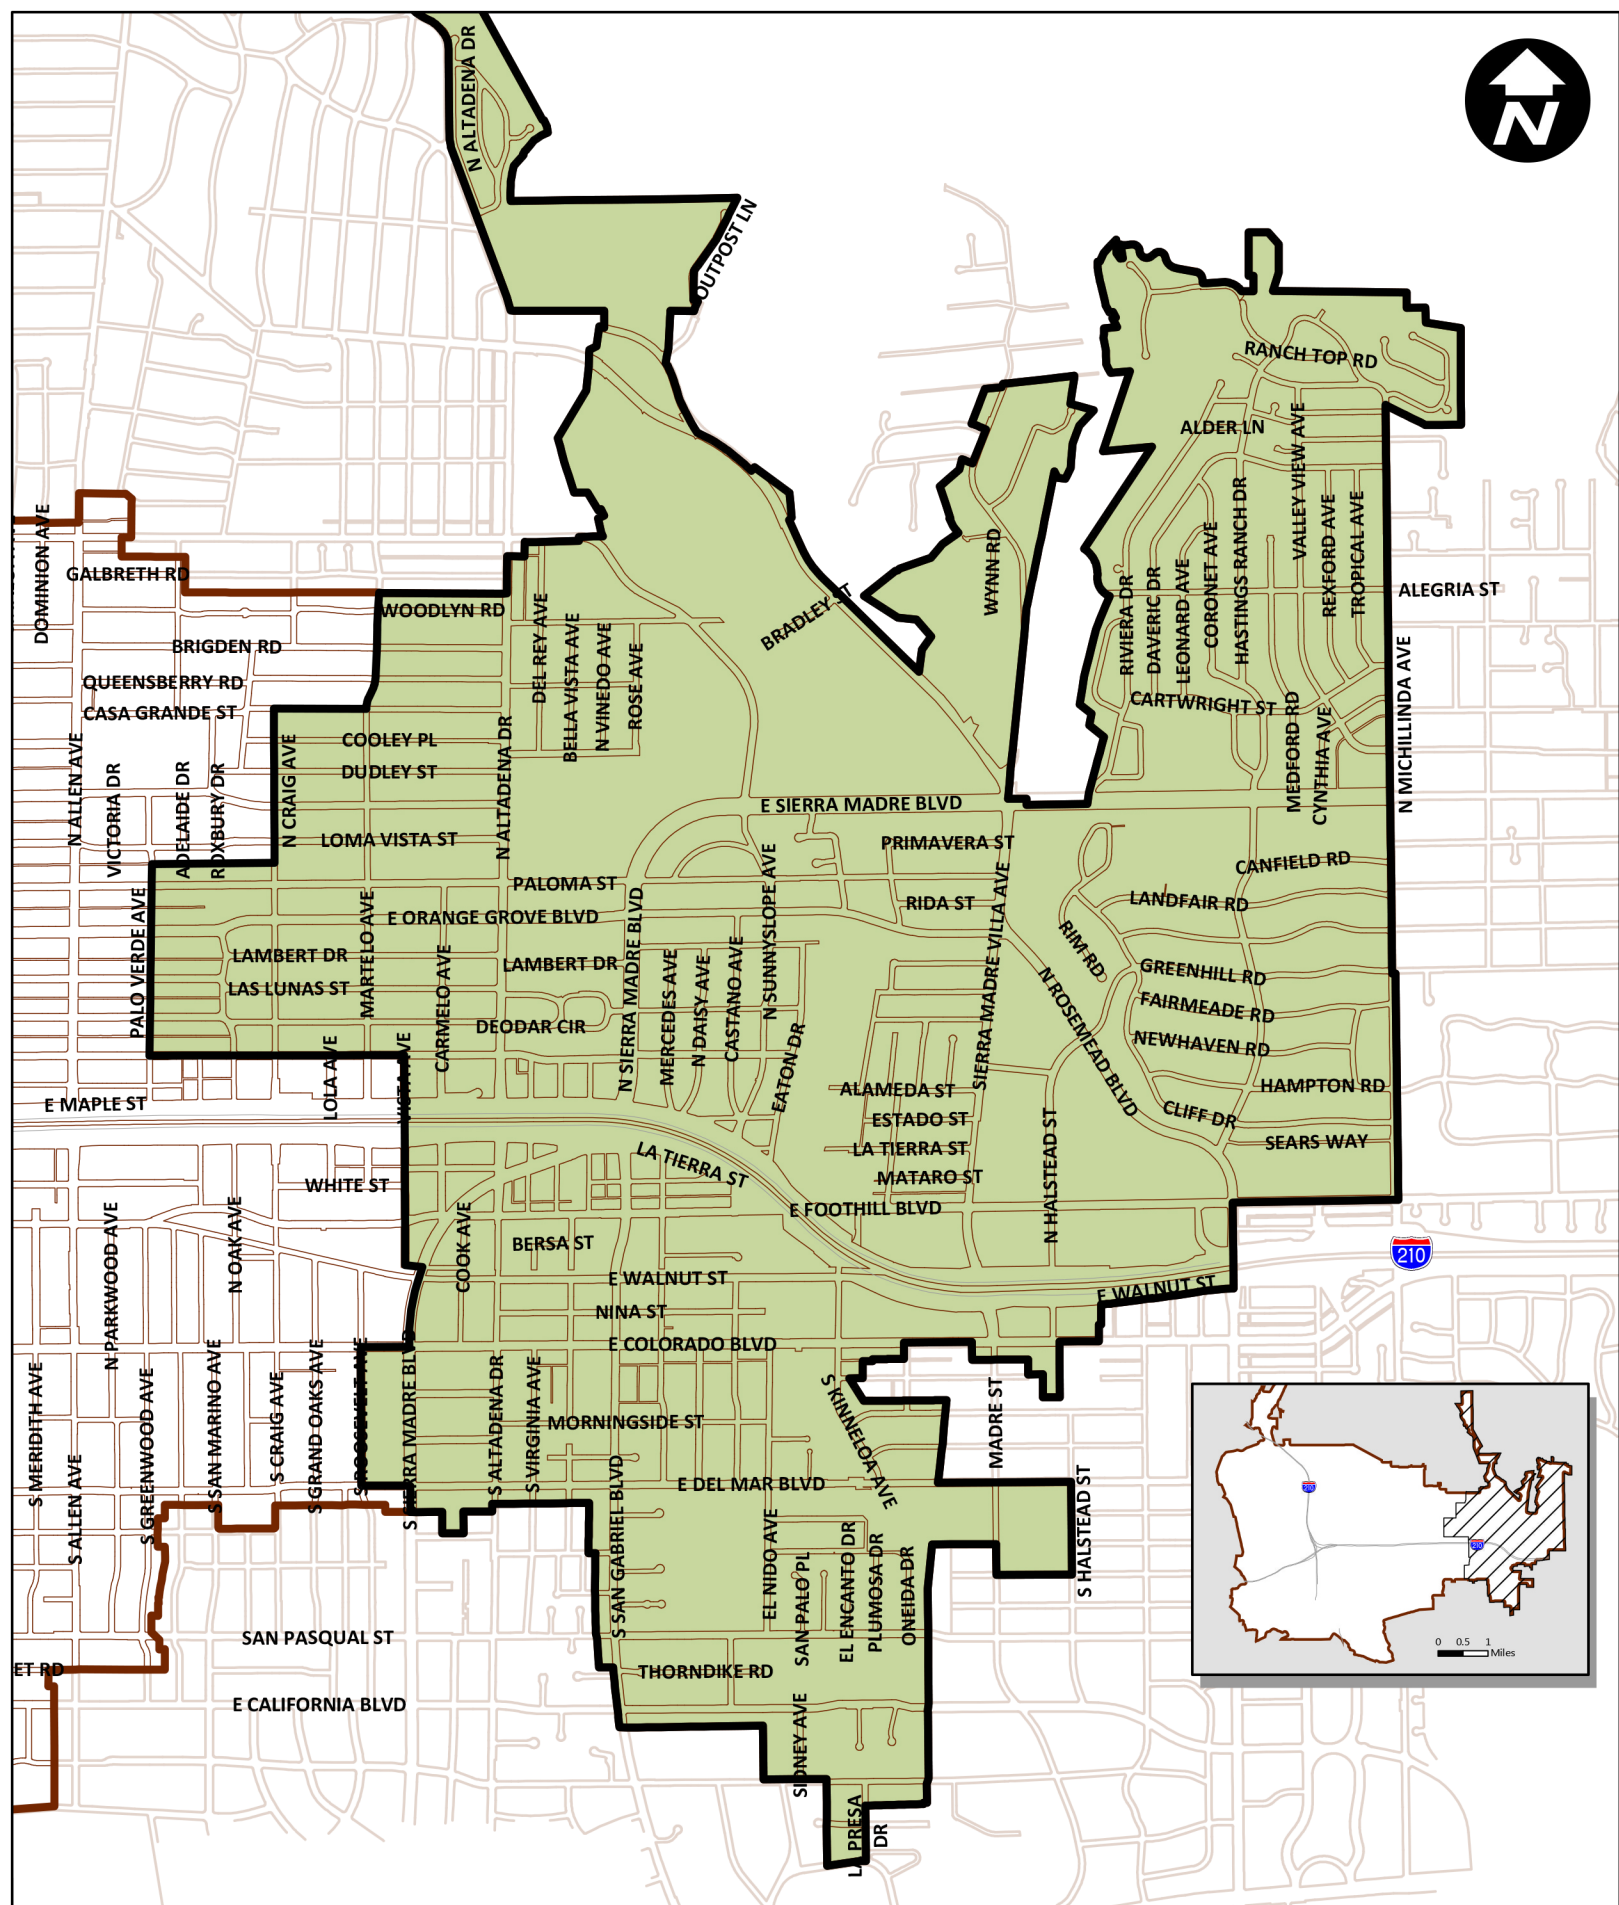 N ALTADENA DR
N
OUTPOST LN
RANCH TOP RD
ALDER LN
VALLEY VIEW AVE
HASTINGS RANCH DR
REXFORD AVE
TROPICAL AVE
CORONET AVE
LEONARD AVE
DAVERIC DR
RIVIERA DR
WYNN RD
ALEGRIA ST
DOMINION AVE
GALBRETH RD
WOODLYN RD
BRIGDEN RD
QUEENSBERRY RD
CASA GRANDE ST
DEL REY AVE
BELLA VISTA AVE
N VINEDO AVE
ROSE AVE
BRADLEY ST
CARTWRIGHT ST
MEDFORD RD
CYNTHIA AVE
N MICHILLINDA AVE
N ALLEN AVE
VICTORIA DR
ADELAIDE DR
ROXBURY DR
N CRAIG AVE
COOLEY PL
DUDLEY ST
N ALTADENA DR
LOMA VISTA ST
E SIERRA MADRE BLVD
PRIMAVERA ST
CANFIELD RD
PALOMA ST
E ORANGE GROVE BLVD
RIDA ST
LANDFAIR RD
PALO VERDE AVE
MARTELO AVE
LAMBERT DR
LAMBERT DR
LAS LUNAS ST
CARMELO AVE
DEODAR CIR
N SIERRA MADRE BLVD
MERCEDES AVE
N DAISY AVE
CASTANO AVE
N SUNNYSLOPE AVE
EATON DR
SIERRA MADRE VILLA AVE
RIM RD
N ROSEMEAD BLVD
GREENHILL RD
FAIRMEADE RD
NEWHAVEN RD
HAMPTON RD
CLIFF DR
SEARS WAY
LOLA AVE
VISTA AVE
E MAPLE ST
ALAMEDA ST
ESTADO ST
LA TIERRA ST
MATARO ST
LA TIERRA ST
N HALSTEAD ST
E FOOTHILL BLVD
WHITE ST
N PARKWOOD AVE
N OAK AVE
COOK AVE
BERSA ST
E WALNUT ST
E WALNUT ST
210
NINA ST
E COLORADO BLVD
S MERIDITH AVE
S ALLEN AVE
S GREENWOOD AVE
S SAN MARINO AVE
S CRAIG AVE
S GRAND OAKS AVE
S ROOSEVELT AVE
S SIERRA MADRE BLVD
S ALTADENA DR
S VIRGINIA AVE
MORNINGSIDE ST
S KINNELOA AVE
MADRE ST
E DEL MAR BLVD
S HALSTEAD ST
S SAN GABRIEL BLVD
EL NIDO AVE
SAN PALO PL
EL ENCANTO DR
PLUMOSA DR
ONEIDA DR
SAN PASQUAL ST
ET RD
THORNDIKE RD
E CALIFORNIA BLVD
SIDNEY AVE
LA PRESA
DR
210
210
0 0.5 1
Miles